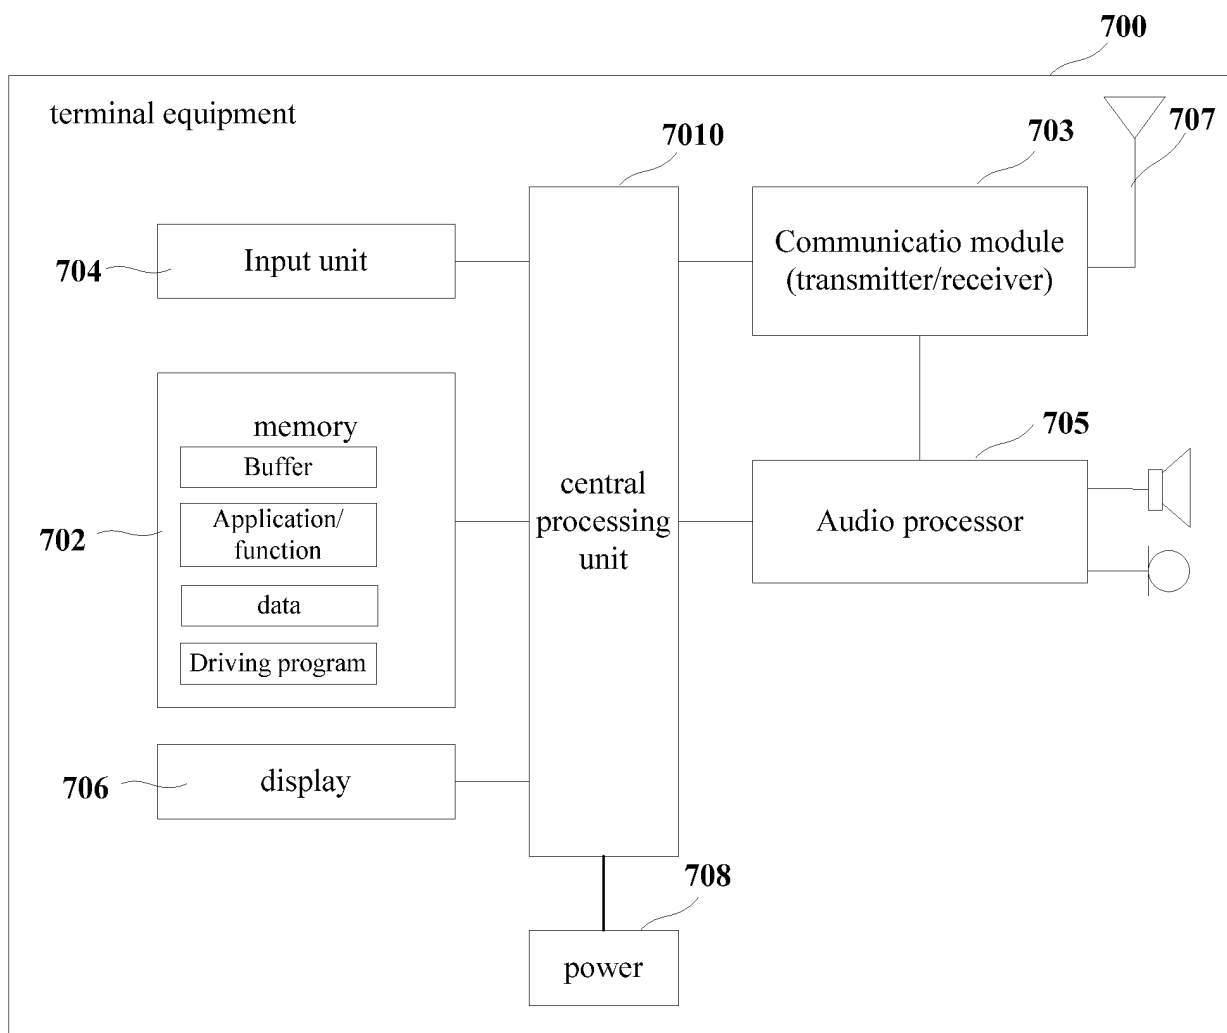 700
terminal equipment
7010
703
707
Input unit
704
Communicatio module
(transmitter/receiver)
memory
Buffer
Application/
function
data
Driving program
702
central
processing
unit
705
Audio processor
display
706
708
power